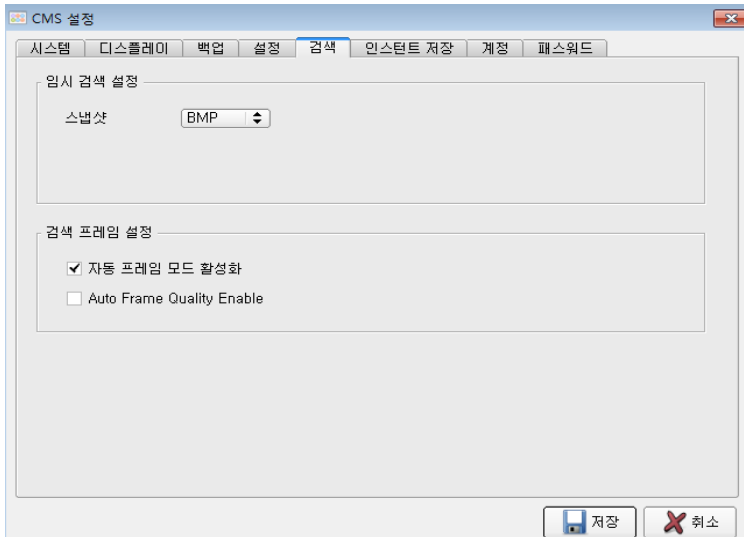 CMS 설정
시스템 디스플레이 백업 설정 검색 인스턴트 저장 계정 패스워드
임시 검색 설정
스냅샷 BMP
검색 프레임 설정
자동 프레임 모드 활성화
Auto Frame Quality Enable
저장 취소